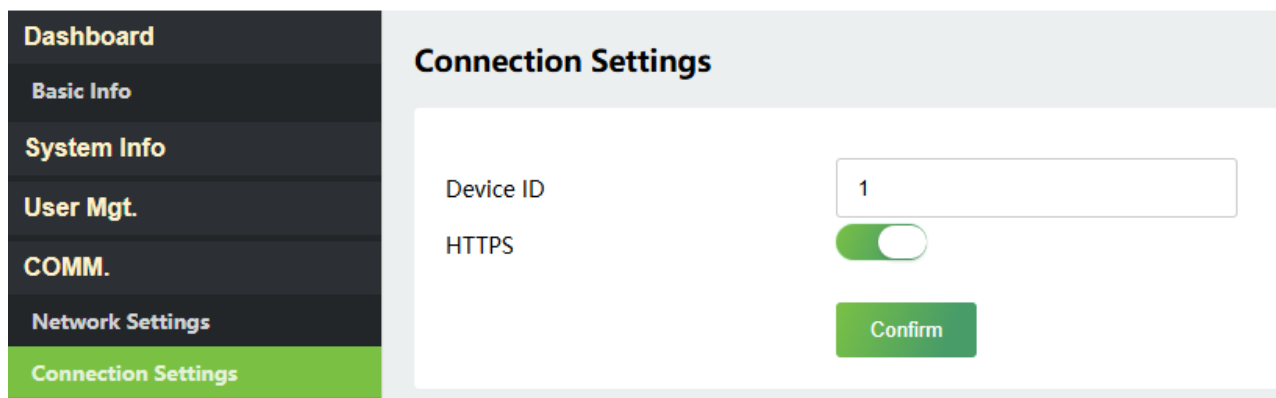 Dashboard
Basic Info
System Info
User Mgt.
COMM.
Network Settings
Connection Settings
Connection Settings
Device ID
1
HTTPS
Confirm